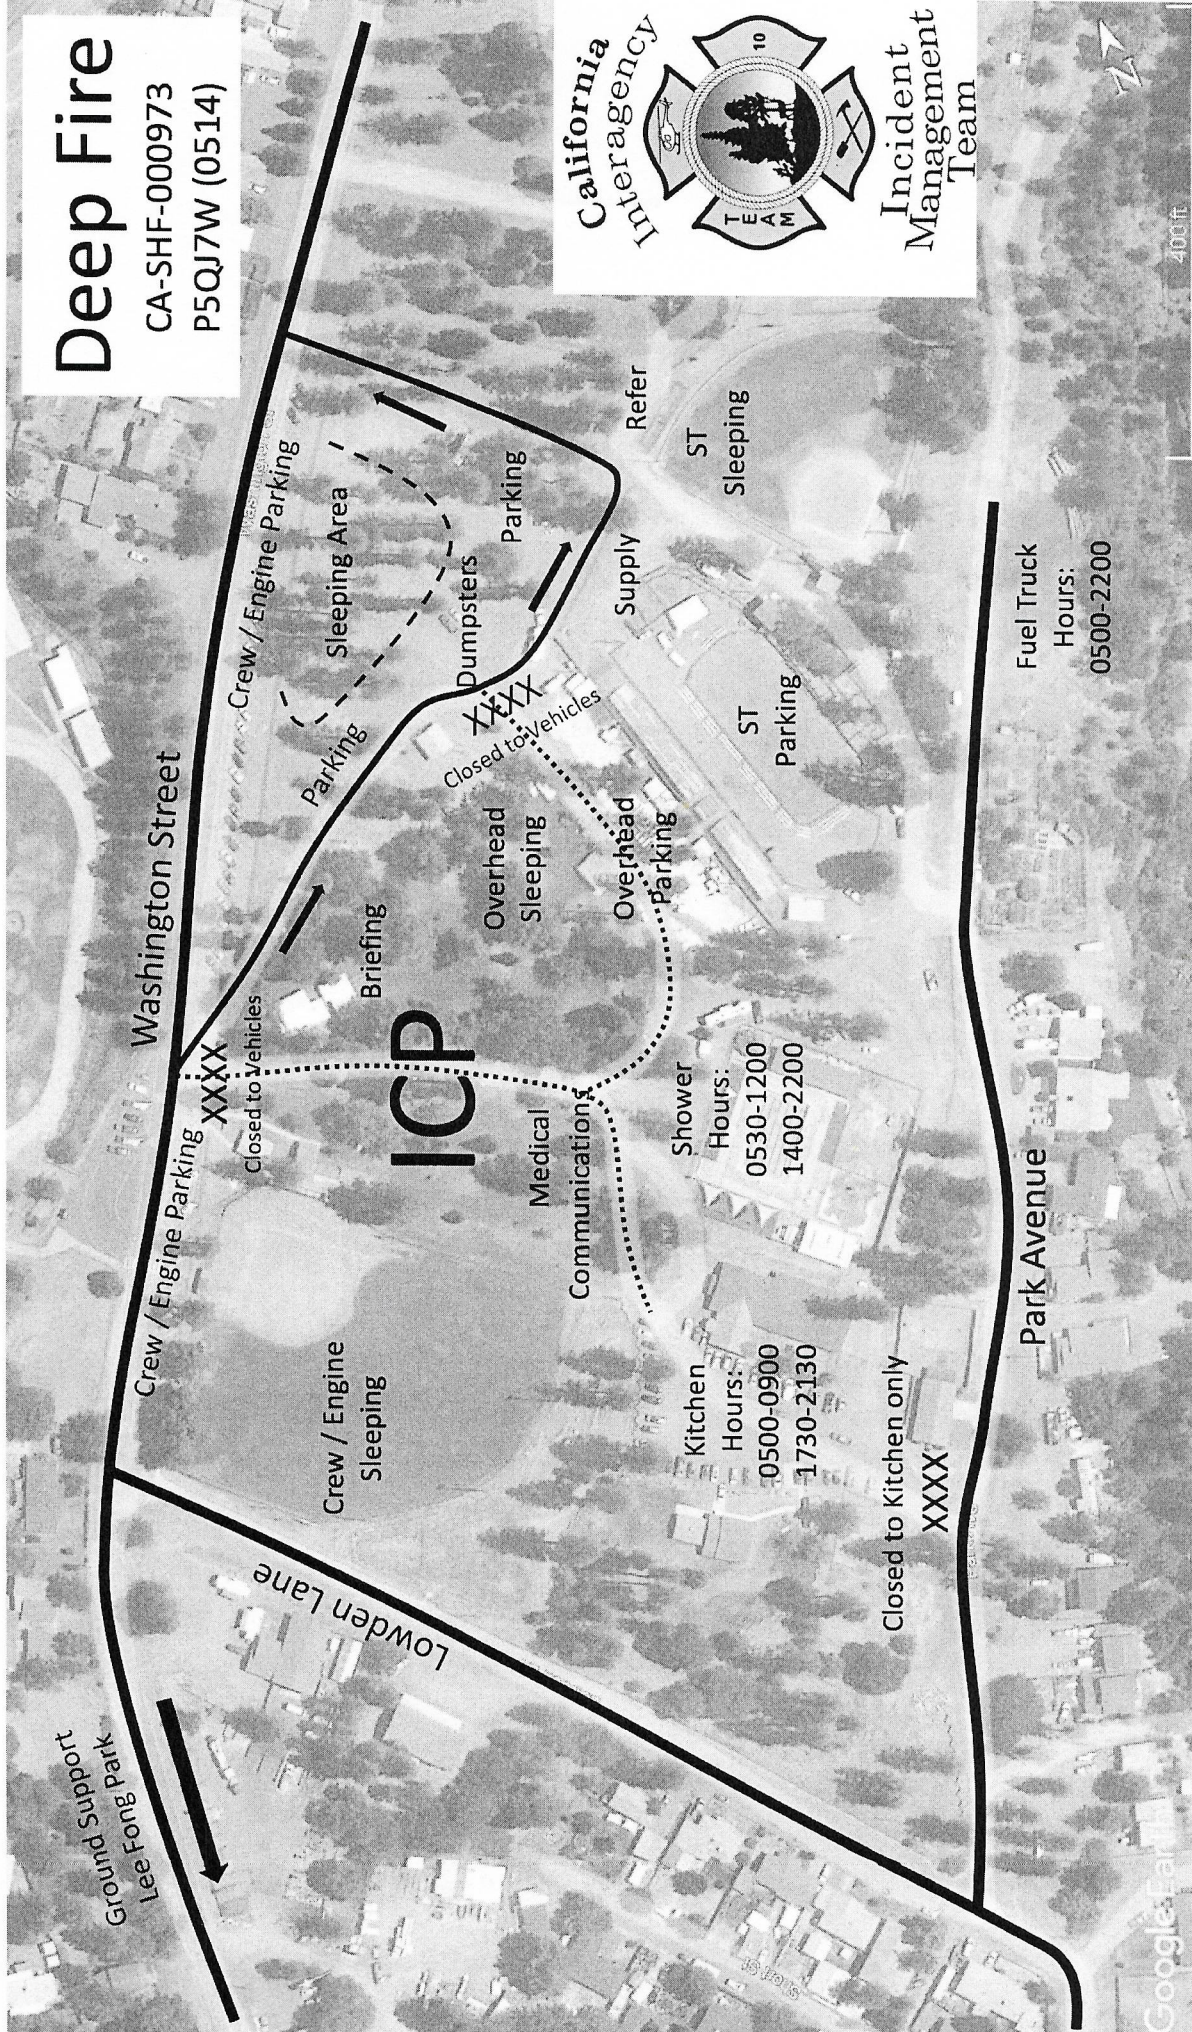 Deep Fire
CA-SHF-000973
P5QJ7W (0514)
California
Interagency
TEAM
10
Incident
Management
Team
N
400 ft
Ground Support
Lee Fong Park
Washington Street
Crew / Engine Parking
Crew / Engine Parking
XXXX
Closed to Vehicles
Parking
Sleeping Area
Lowden Lane
Crew / Engine
Sleeping
ICP
Briefing
Dumpsters
Parking
XXXX
Closed to Vehicles
Medical
Communications
Overhead
Sleeping
Overhead
Parking
Supply
Refer
ST
Sleeping
Kitchen
Hours:
0500-0900
1730-2130
Shower
Hours:
0530-1200
1400-2200
ST
Parking
Closed to Kitchen only
XXXX
Park Avenue
Fuel Truck
Hours:
0500-2200
Google Earth